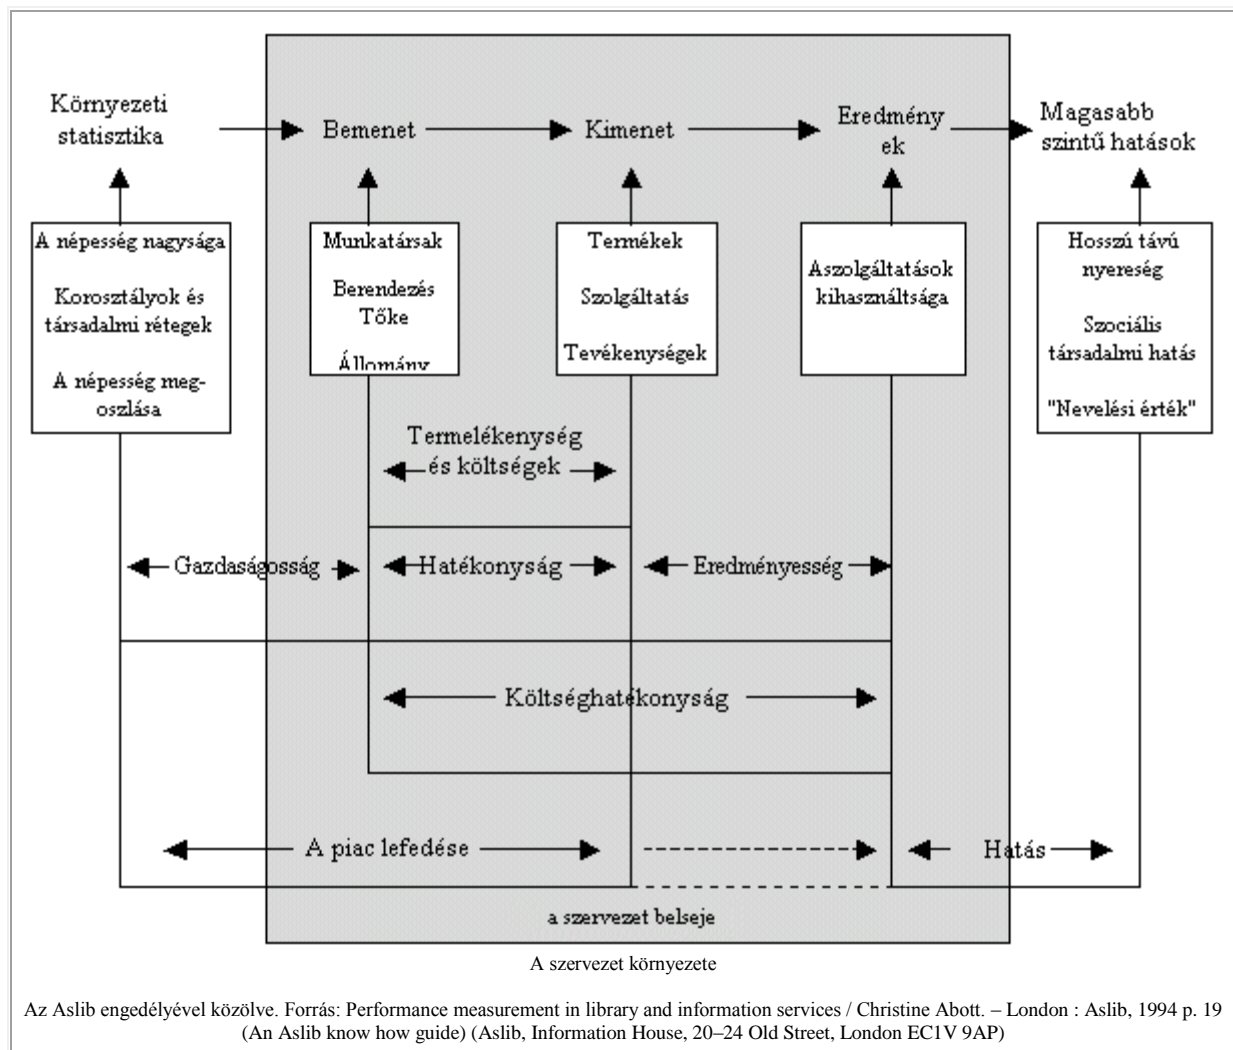 Környezeti
statisztika
Bemenet
Kimenet
Eredmény
ek
Magasabb
szintű hatások
A népesség nagysága
Korosztályok és
társadalmi rétegek
A népesség meg-
oszlása
Munkatársak
Berendezés
Tőke
Állomány
Termékek
Szolgáltatás
Tevékenységek
Aszolgáltatások
kihasználtsága
Hosszú távú
nyereség
Szociális
társadalmi hatás
"Nevelési érték"
Termelékenység
és költségek
Gazdaságosság
Hatékonyság
Eredményesség
Költséghatékonyság
A piac lefedése
Hatás
a szervezet belseje
A szervezet környezete
Az Aslib engedélyével közölve. Forrás: Performance measurement in library and information services / Christine Abott. – London : Aslib, 1994 p. 19
(An Aslib know how guide) (Aslib, Information House, 20–24 Old Street, London EC1V 9AP)